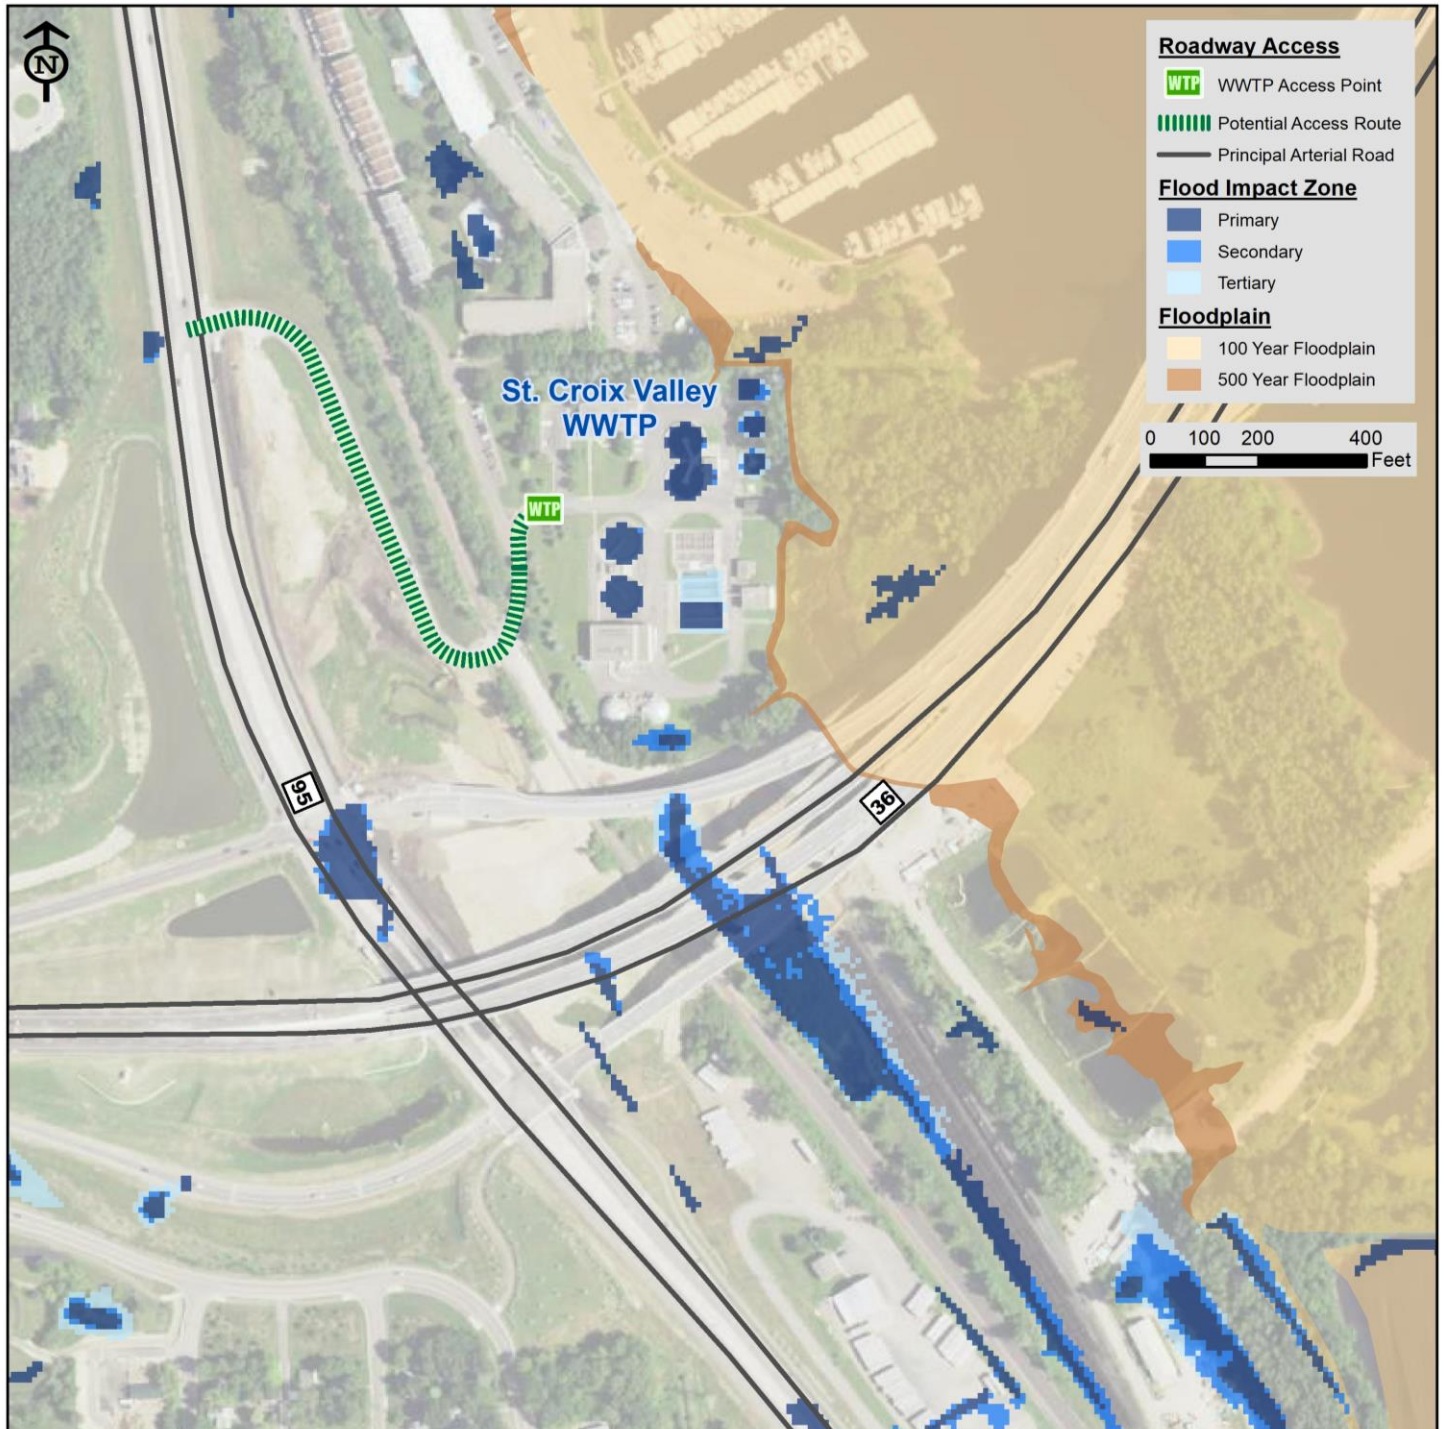 N
Roadway Access
WTP WWTP Access Point
Potential Access Route
Principal Arterial Road
Flood Impact Zone
Primary
Secondary
Tertiary
Floodplain
100 Year Floodplain
500 Year Floodplain
0 100 200 400
Feet
St. Croix Valley
WWTP
WTP
95
36